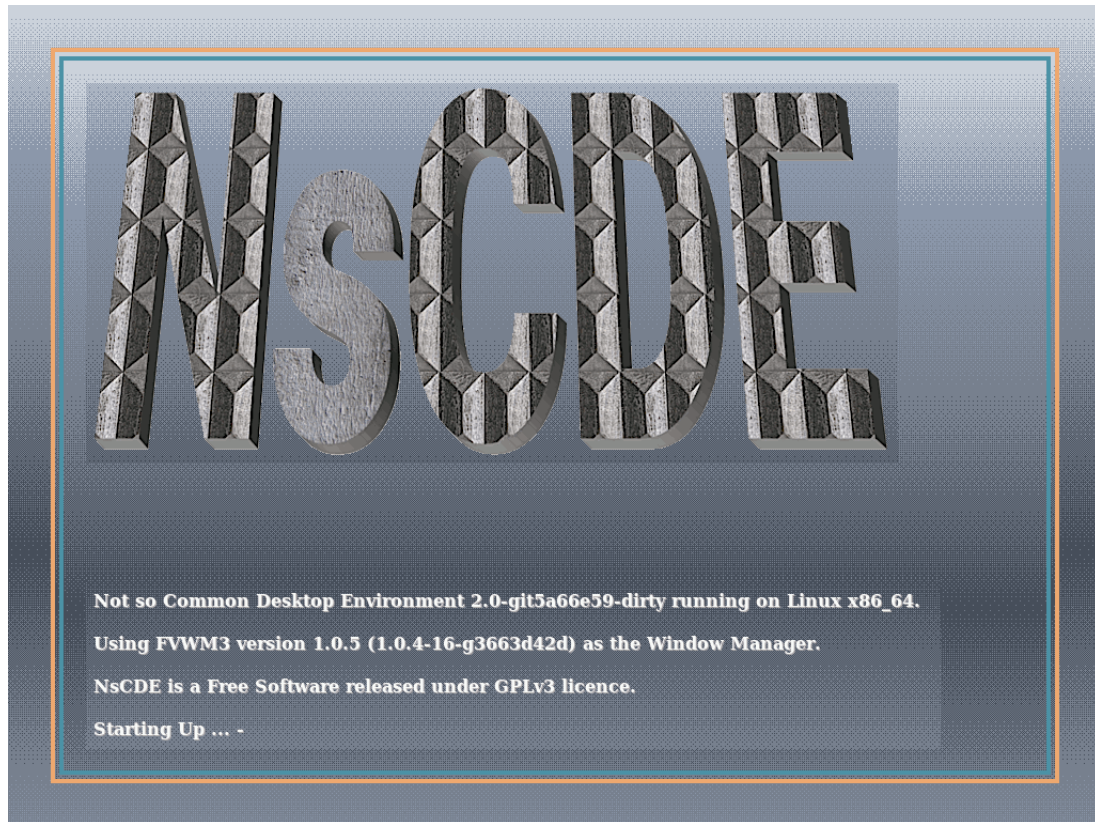 NsCDE
Not so Common Desktop Environment 2.0-git5a66e59-dirty running on Linux x86_64.
Using FVWM3 version 1.0.5 (1.0.4-16-g3663d42d) as the Window Manager.
NsCDE is a Free Software released under GPLv3 licence.
Starting Up ... -